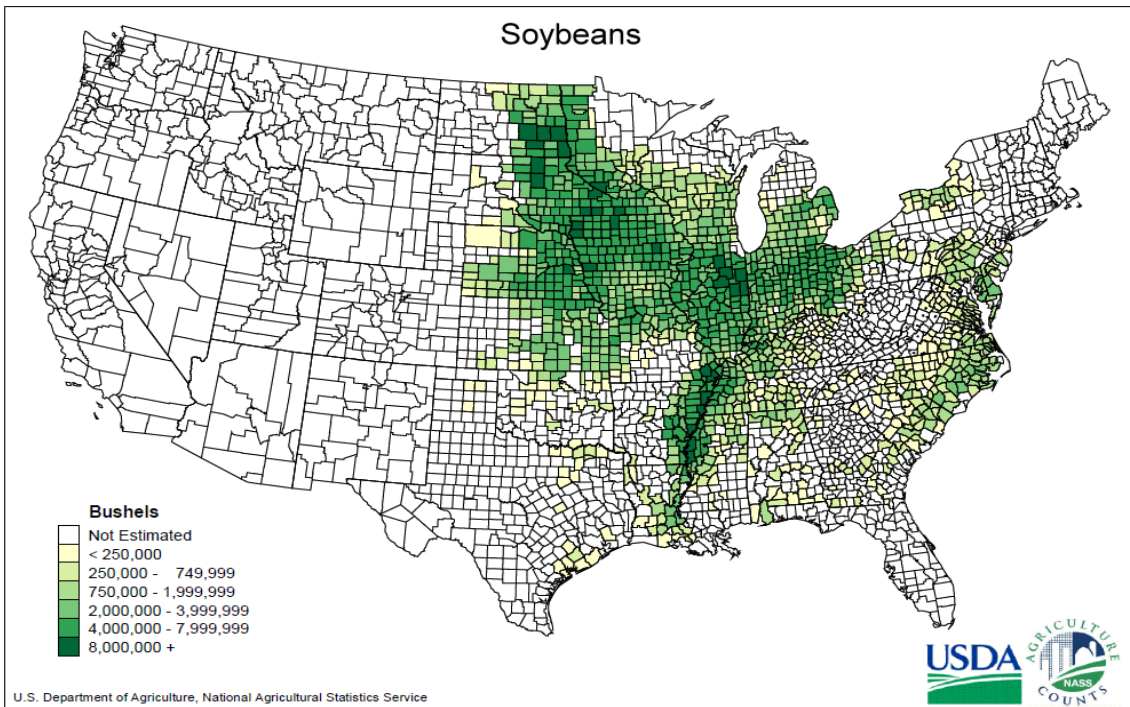 Soybeans
Bushels
Not Estimated
< 250,000
250,000 - 749,999
750,000 - 1,999,999
2,000,000 - 3,999,999
4,000,000 - 7,999,999
8,000,000 +
U.S. Department of Agriculture, National Agricultural Statistics Service
USDA
AGRICULTURE
NASS
COUNTS